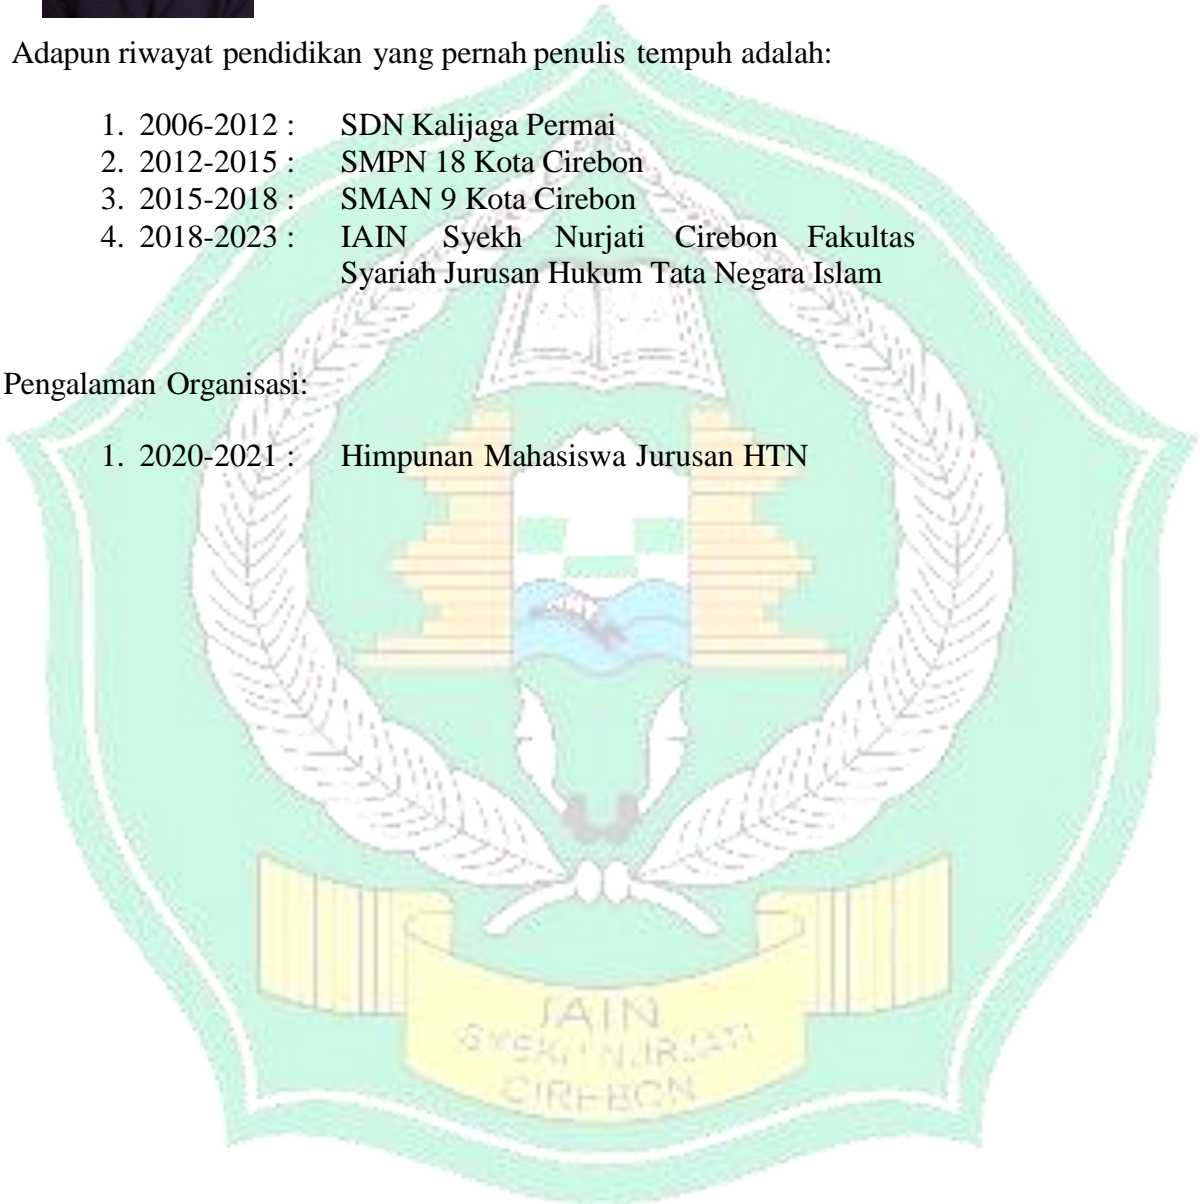 Adapun riwayat pendidikan yang pernah penulis tempuh adalah:
1. 2006-2012 : SDN Kalijaga Permai
2. 2012-2015 : SMPN 18 Kota Cirebon
3. 2015-2018 : SMAN 9 Kota Cirebon
4. 2018-2023 : IAIN Syekh Nurjati Cirebon Fakultas
Syariah Jurusan Hukum Tata Negara Islam
Pengalaman Organisasi:
1. 2020-2021 : Himpunan Mahasiswa Jurusan HTN
IAIN
SYEKH NURJATI
CIREBON